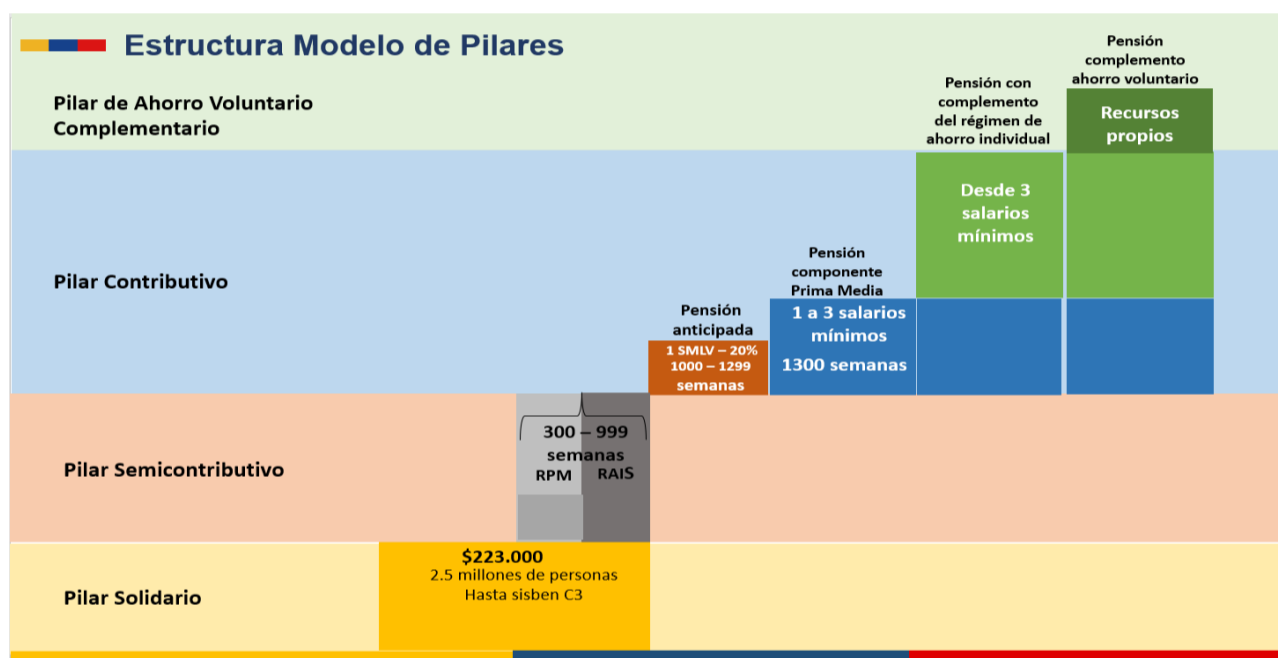 Estructura Modelo de Pilares
Pilar de Ahorro Voluntario
Complementario
Pensión con
complemento
del régimen de
ahorro individual
Pensión
complemento
ahorro voluntario
Recursos
propios
Pilar Contributivo
Pensión
anticipada
1 SMLV – 20%
1000 – 1299
semanas
Pensión
componente
Prima Media
1 a 3 salarios
mínimos
1300 semanas
Desde 3
salarios
mínimos
Pilar Semicontributivo
300 – 999
semanas
RPM RAIS
Pilar Solidario
$223.000
2.5 millones de personas
Hasta sisben C3